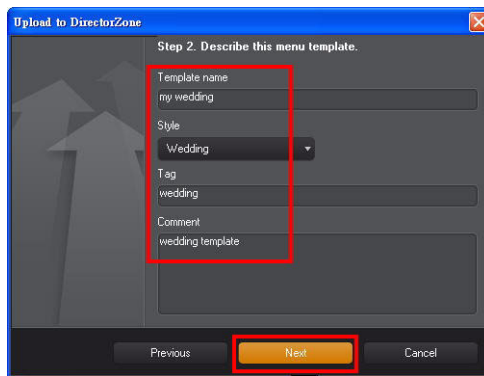 Upload to DirectorZone
Step 2. Describe this menu template.
Template name
my wedding
Style
Wedding
Tag
wedding
Comment
wedding template
Previous
Next
Cancel